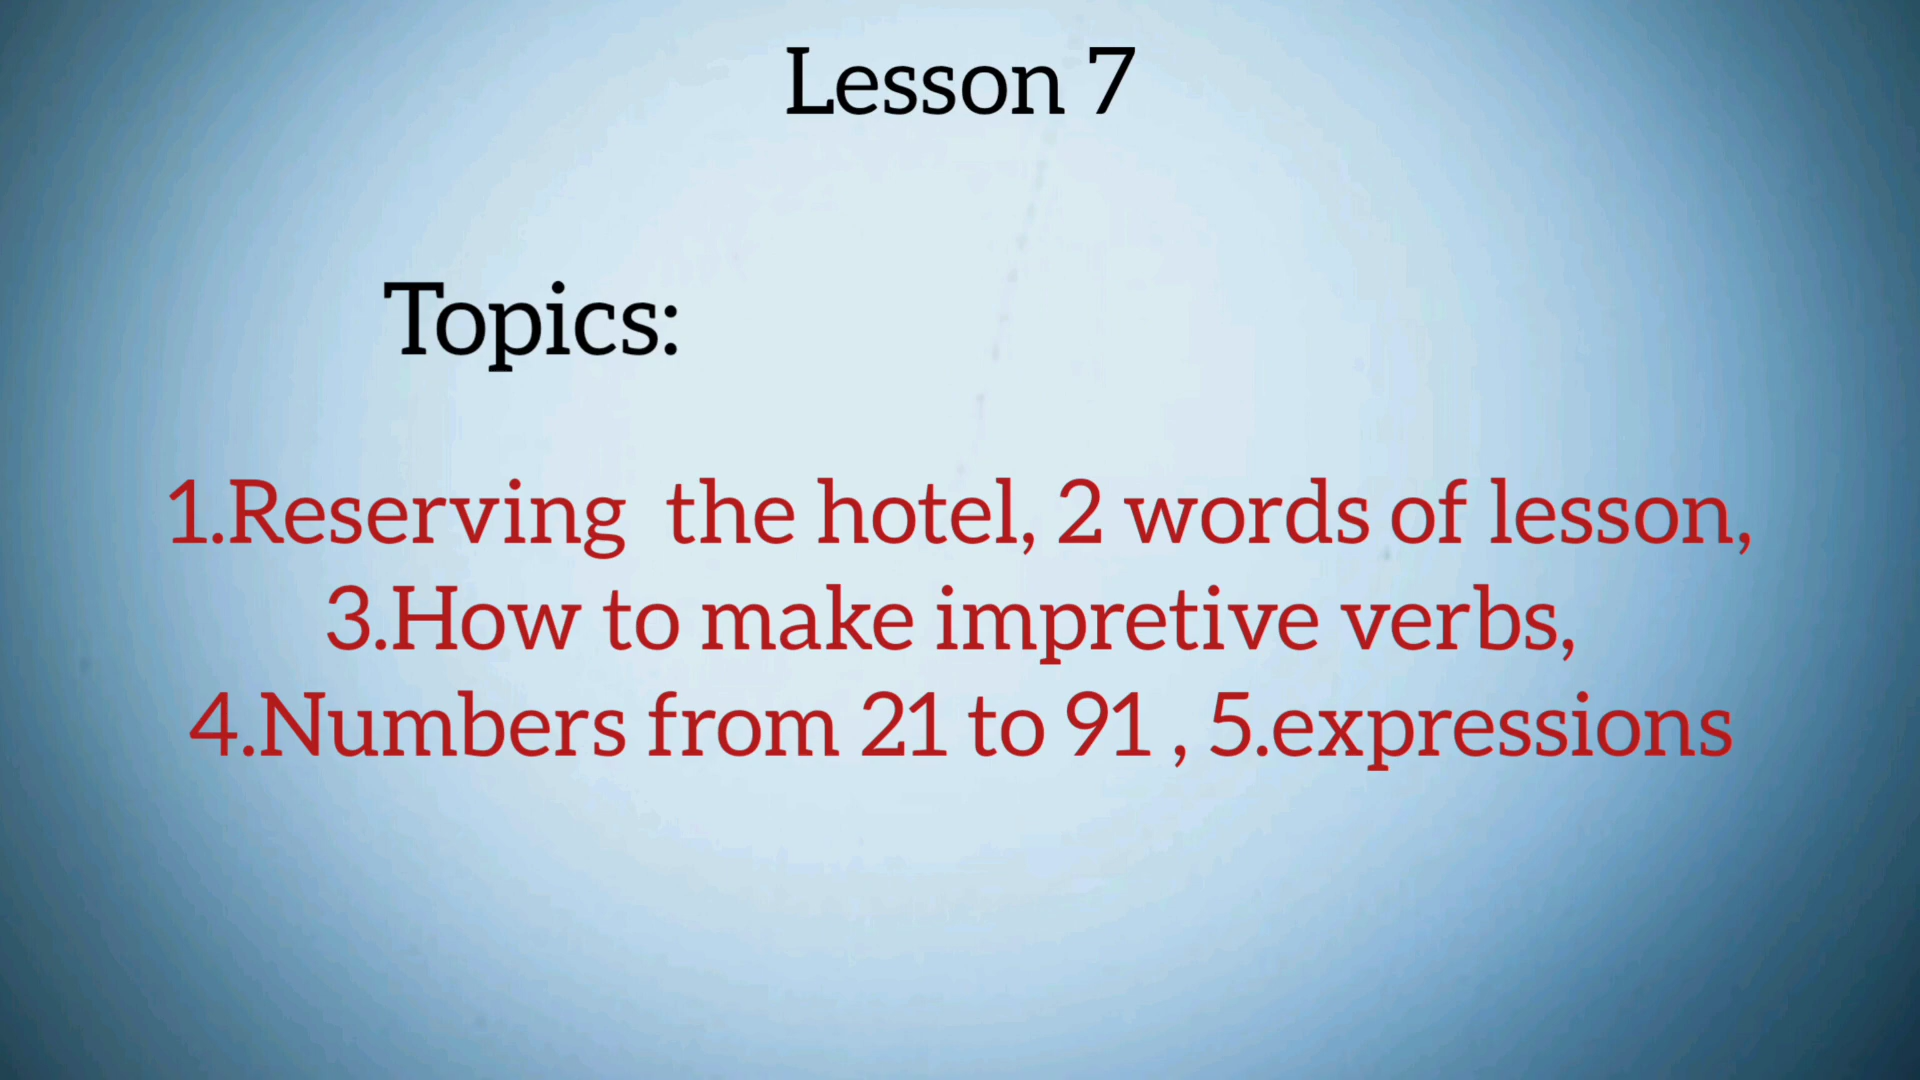 Lesson 7
Topics:
1.Reserving the hotel, 2 words of lesson,
3.How to make impretive verbs,
4.Numbers from 21 to 91 , 5.expressions